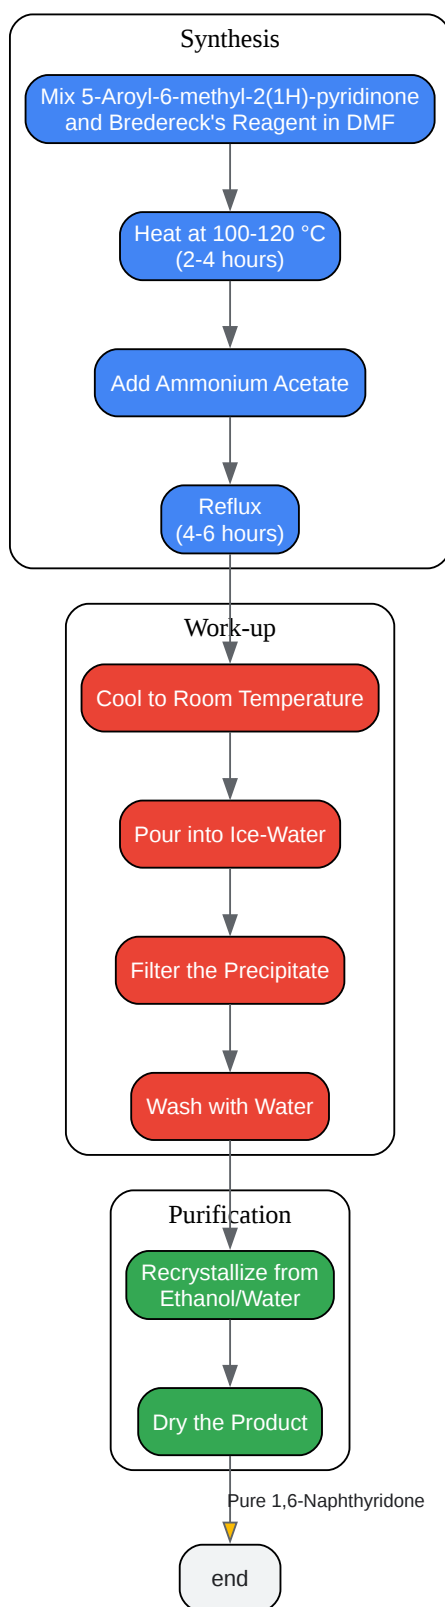 Synthesis
Mix 5-Aroyl-6-methyl-2(1H)-pyridinone
and Bredereck's Reagent in DMF
Heat at 100-120 °C
(2-4 hours)
Add Ammonium Acetate
Reflux
(4-6 hours)
Work-up
Cool to Room Temperature
Pour into Ice-Water
Filter the Precipitate
Wash with Water
Purification
Recrystallize from
Ethanol/Water
Dry the Product
Pure 1,6-Naphthyridone
end